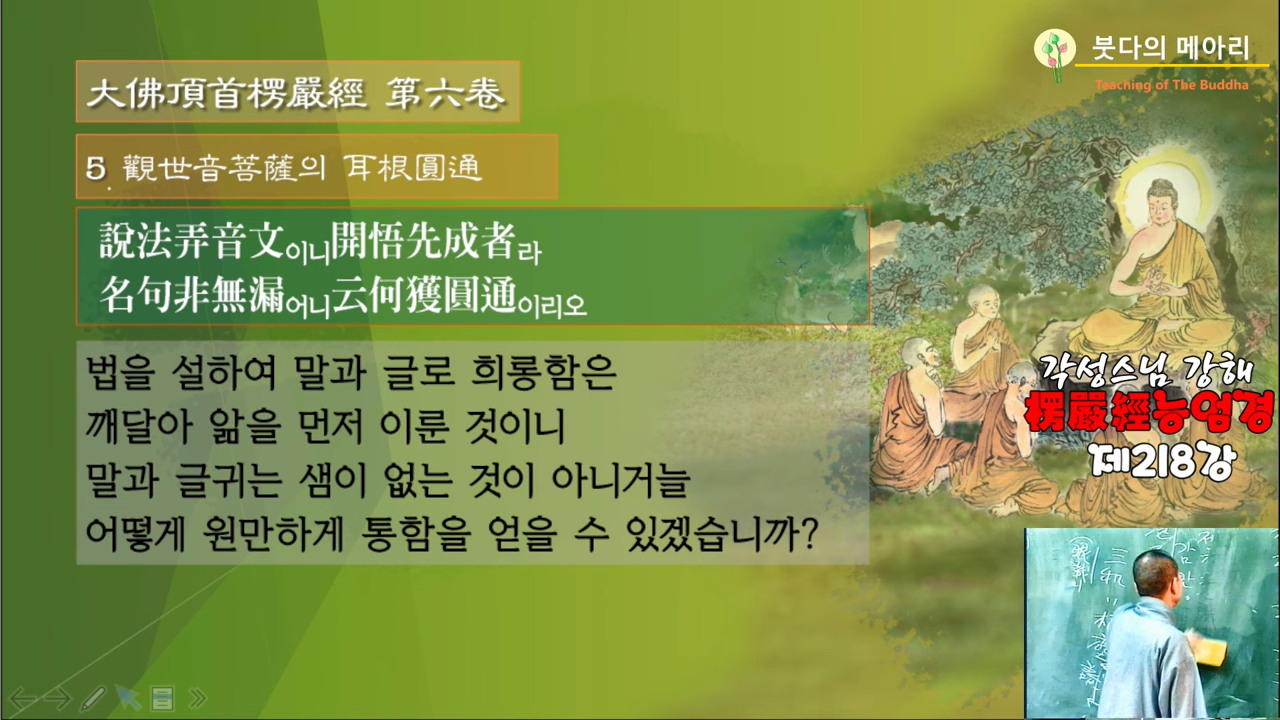 붓다의 메아리
Teaching of The Buddha
大佛頂首楞嚴經 第六卷
5. 觀世音菩薩의 耳根圓通
說法弄音文이니開悟先成者라
名句非無漏어니云何獲圓通이리오
법을 설하여 말과 글로 희롱함은
깨달아 앎을 먼저 이룬 것이니
말과 글귀는 샘이 없는 것이 아니거늘
어떻게 원만하게 통함을 얻을 수 있겠습니까?
각성스님 강해
楞嚴經능엄경
제218강
三